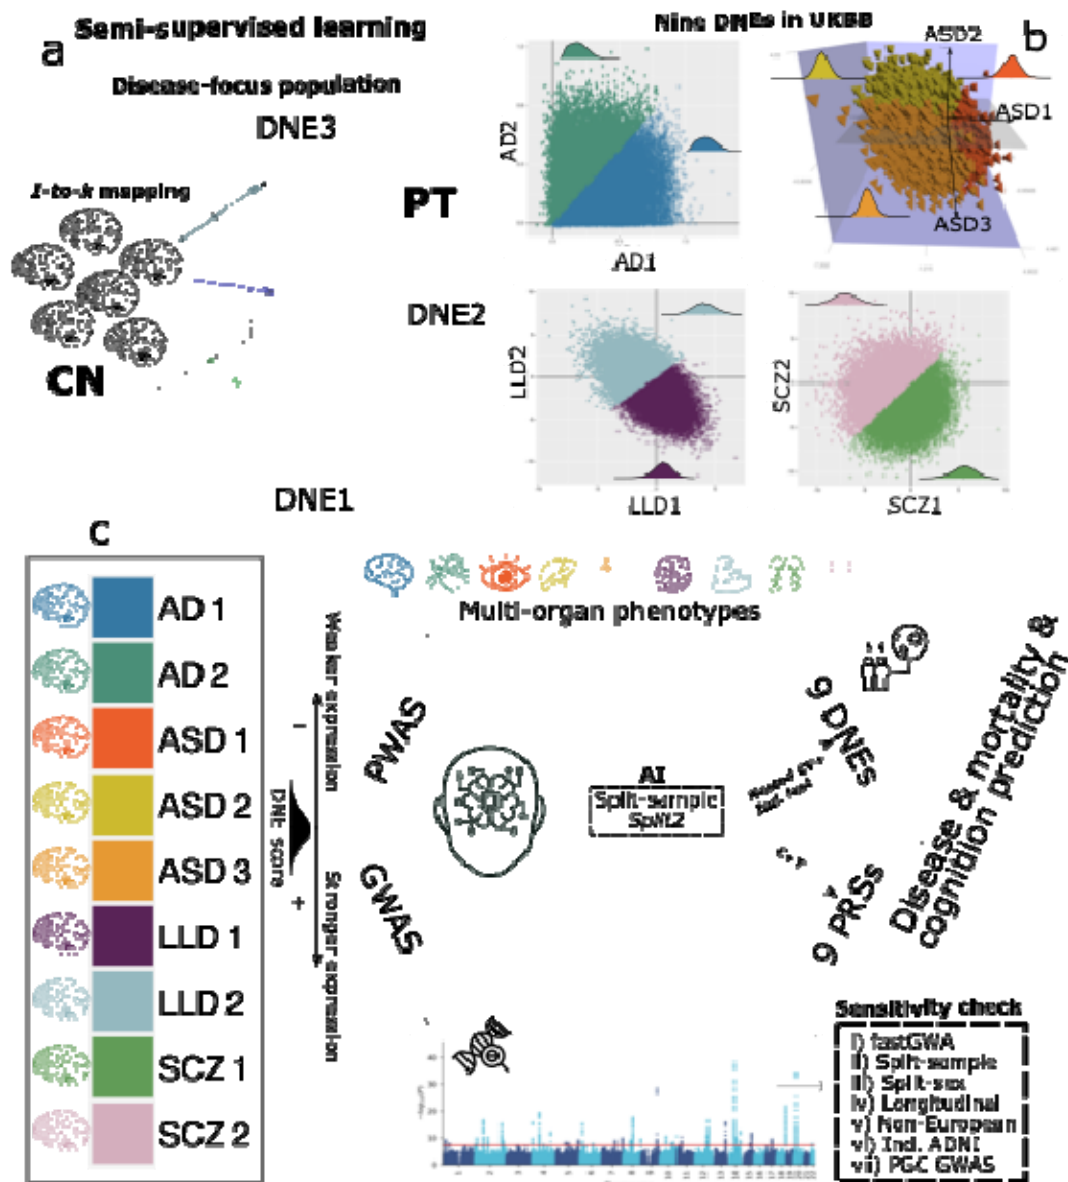 a
Semi-supervised learning
Disease-focus population
DNE3
1-to-k mapping
PT
CN
DNE2
DNE1
Nine DNEs in UKBB
b
AD2
AD1
ASD2
ASD1
ASD3
LLD2
LLD1
SCZ2
SCZ1
c
AD 1
AD 2
ASD 1
ASD 2
ASD 3
LLD 1
LLD 2
SCZ 1
SCZ 2
DNE score
Weaker expression
−
+
Stronger expression
Multi-organ phenotypes
PWAS
GWAS
AI
Split-sample
9 DNEs
9 PRSs
Disease & mortality &
cognidion prediction
Sensitivity check
i) fastGWA
ii) Split-sample
iii) Split-sex
iv) Longitudinal
v) Non-European
vi) Ind. ADNI
vii) PGC GWAS